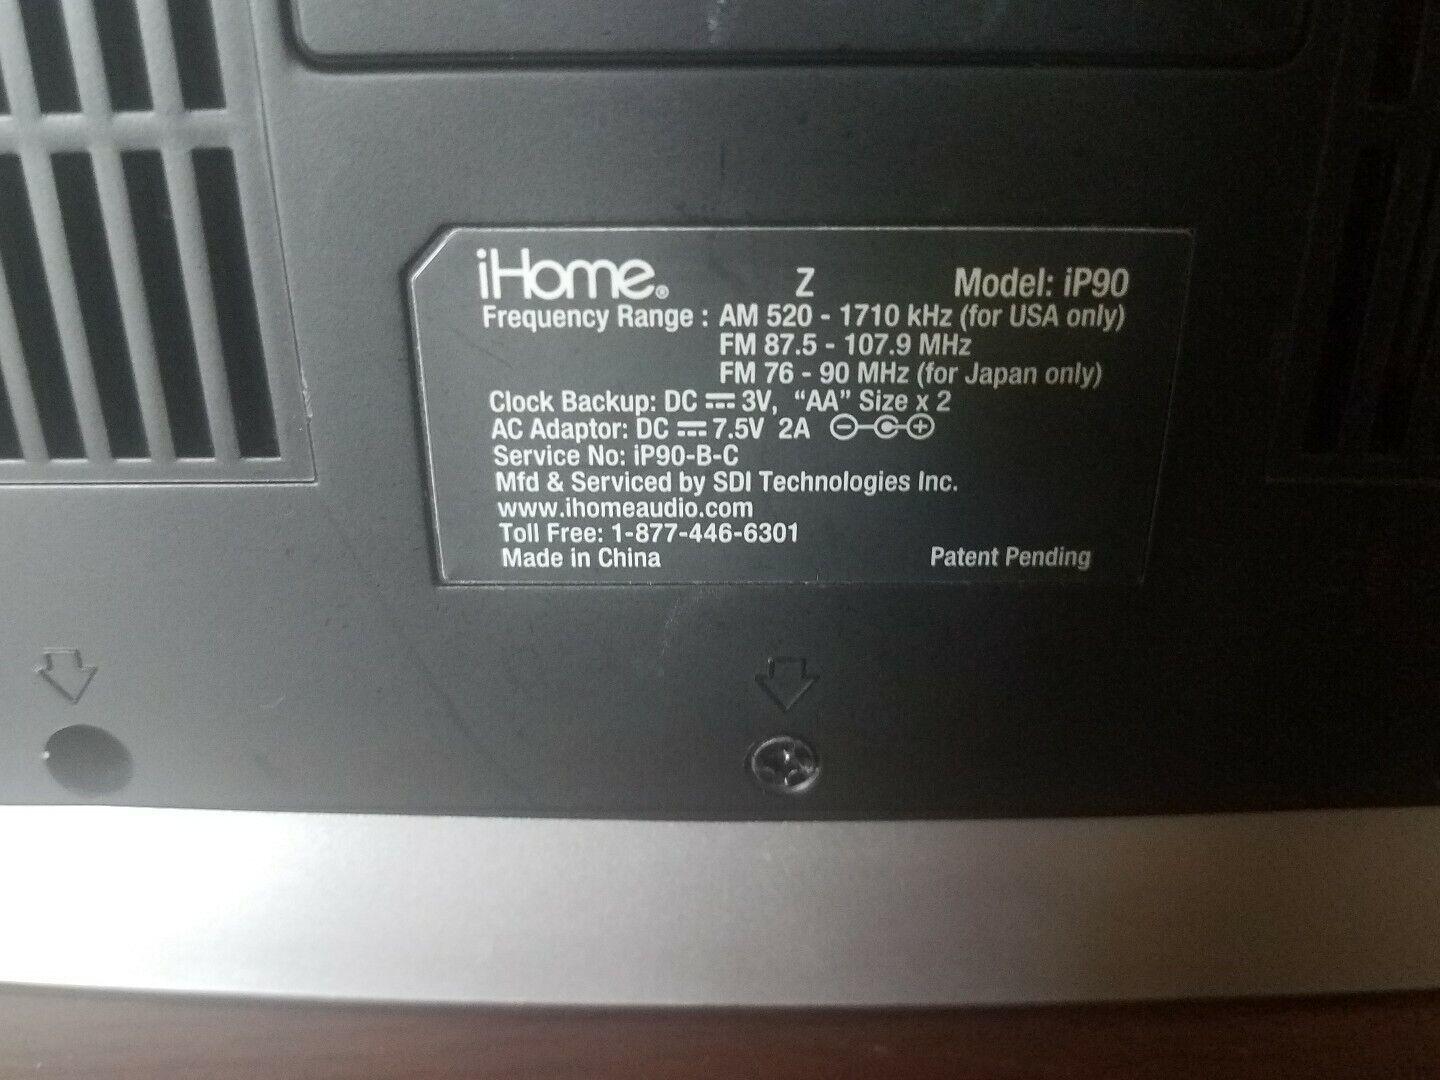 iHome® Z Model: iP90
Frequency Range : AM 520 - 1710 kHz (for USA only)
FM 87.5 - 107.9 MHz
FM 76 - 90 MHz (for Japan only)
Clock Backup: DC ⎓ 3V, “AA” Size x 2
AC Adaptor: DC ⎓ 7.5V 2A
Service No: iP90-B-C
Mfd & Serviced by SDI Technologies Inc.
www.ihomeaudio.com
Toll Free: 1-877-446-6301
Made in China Patent Pending